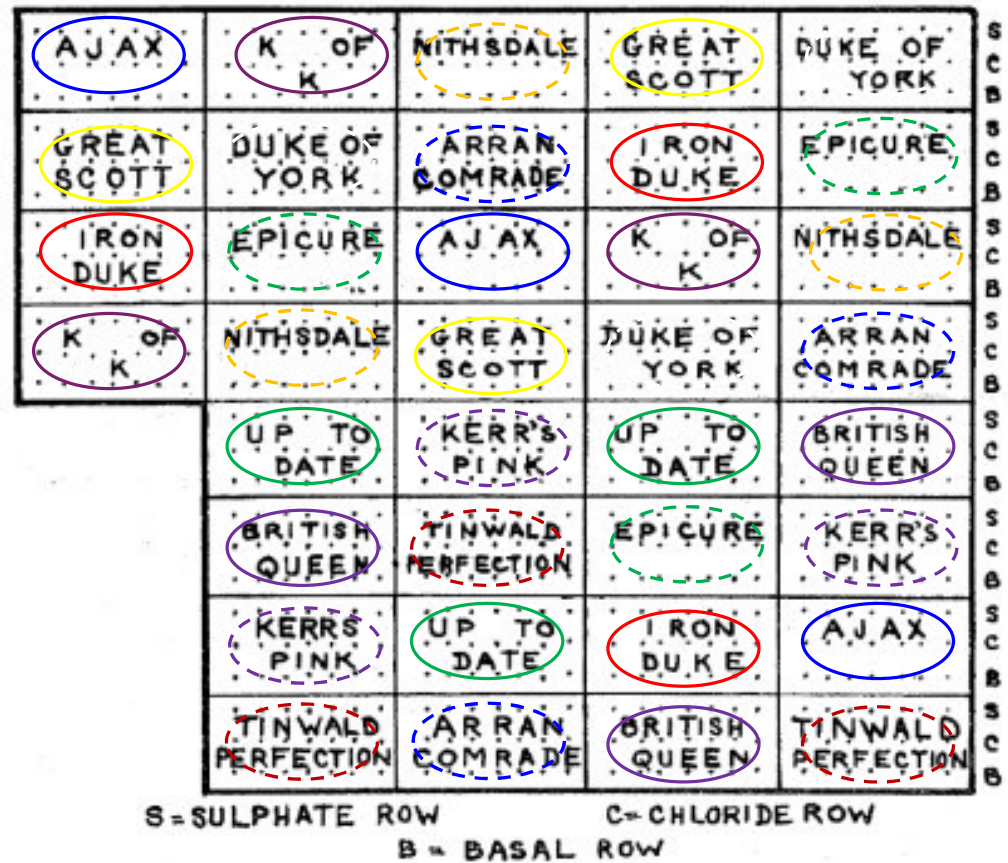 AJAX K OF K NITHSDALE GREAT SCOTT DUKE OF YORK S C B
GREAT SCOTT DUKE OF YORK ARRAN COMRADE IRON DUKE EPICURE S C B
IRON DUKE EPICURE AJAX K OF K NITHSDALE S C B
K OF K NITHSDALE GREAT SCOTT DUKE OF YORK ARRAN COMRADE S C B
UP TO DATE KERR'S PINK UP TO DATE BRITISH QUEEN S C B
BRITISH QUEEN TINWALD PERFECTION EPICURE KERR'S PINK S C B
KERRS PINK UP TO DATE IRON DUKE AJAX S C B
TINWALD PERFECTION ARRAN COMRADE BRITISH QUEEN TINWALD PERFECTION S C B
S=SULPHATE ROW C=CHLORIDE ROW
B = BASAL ROW